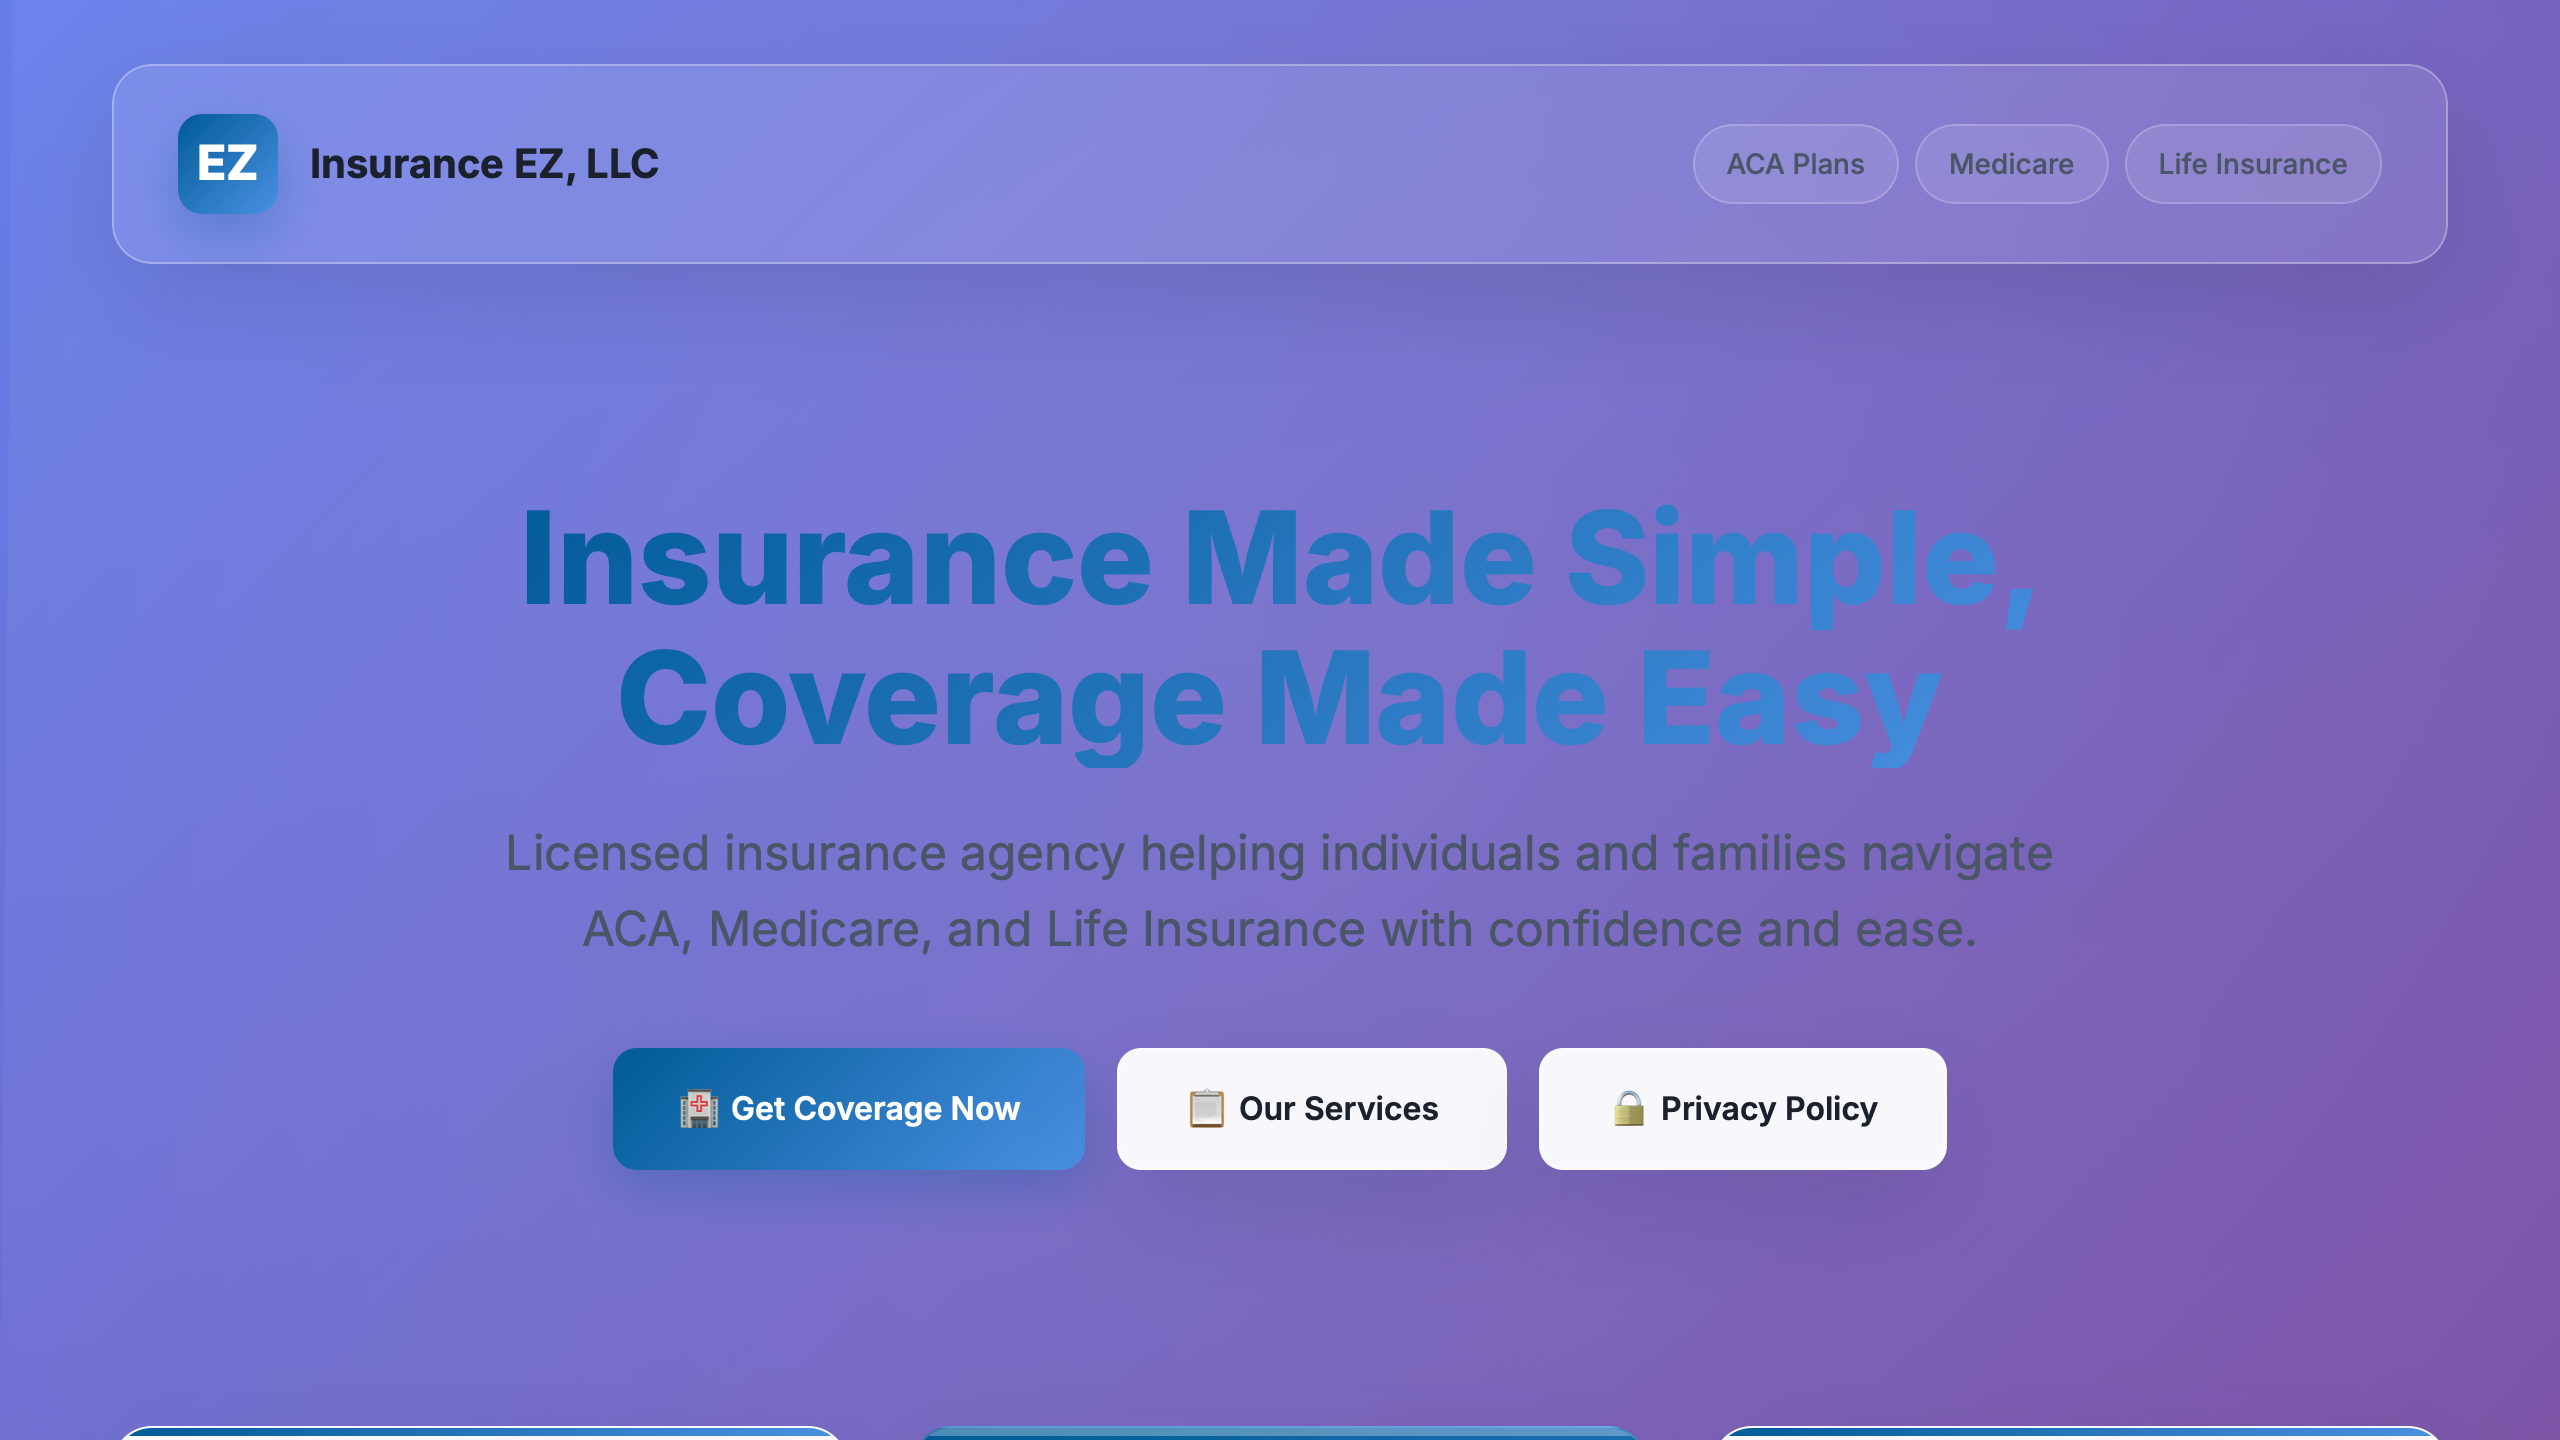 EZ
Insurance EZ, LLC
ACA Plans
Medicare
Life Insurance
Insurance Made Simple,
Coverage Made Easy
Licensed insurance agency helping individuals and families navigate
ACA, Medicare, and Life Insurance with confidence and ease.
🏥 Get Coverage Now
📋 Our Services
🔒 Privacy Policy